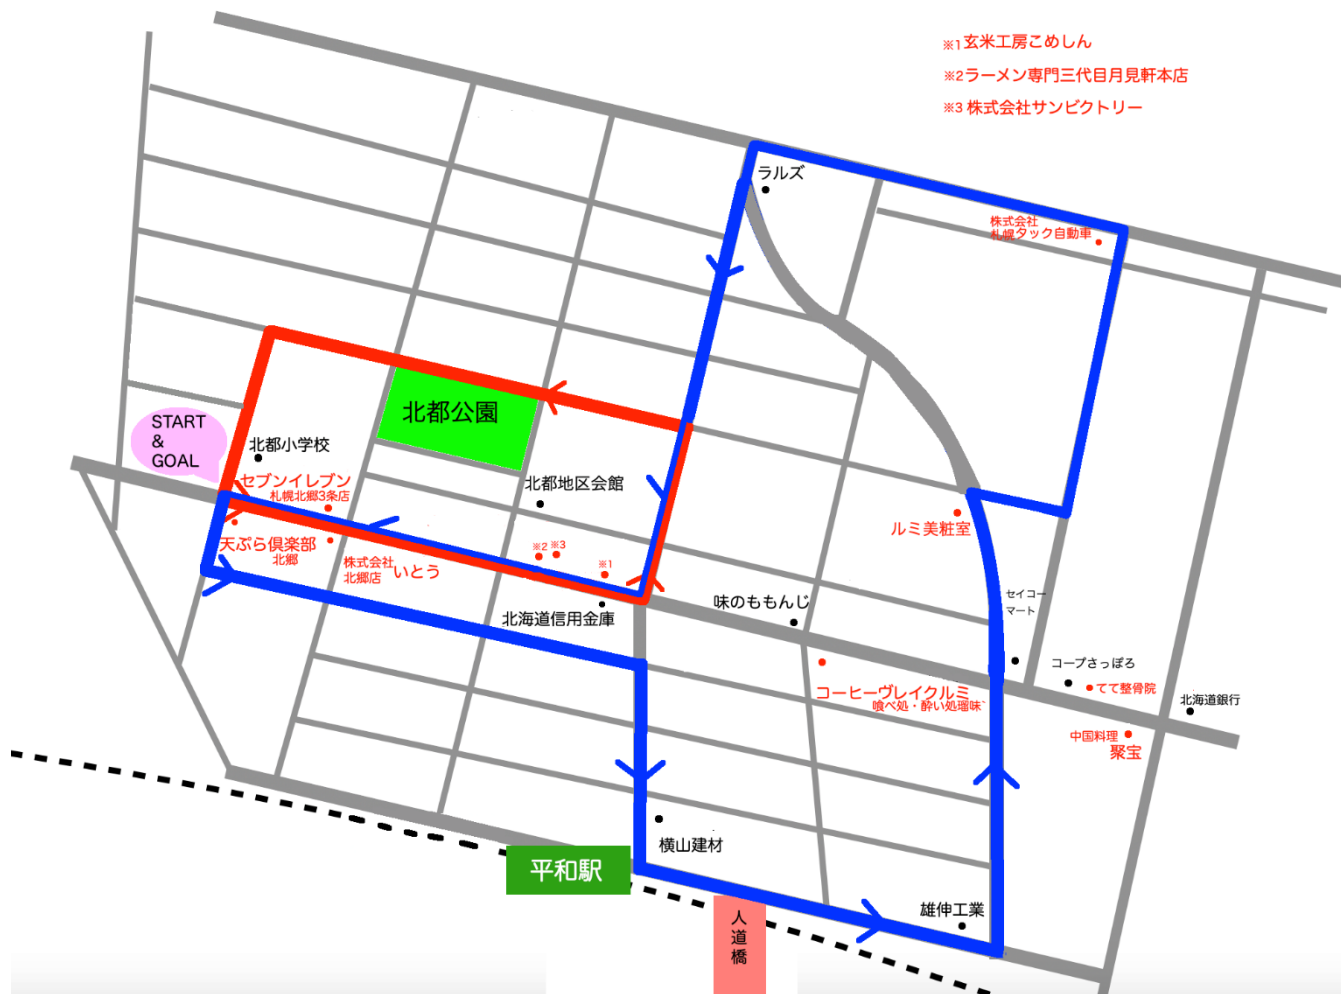 ※1玄米工房こめしん
※2ラーメン専門三代目月見軒本店
※3 株式会社サンビクトリー
ラルズ
株式会社
札幌タック自動車
START
&
GOAL
北都公園
北都小学校
セブンイレブン
札幌北郷3条店
北都地区会館
天ぷら倶楽部
北郷
株式会社
北郷店
いとう
※2
※3
※1
北海道信用金庫
味のももんじ
ルミ美粧室
セイコー
マート
コープさっぽろ
てて整骨院
北海道銀行
コーヒーヴレイクルミ
喰べ処・酔い処瑠味
中国料理
聚宝
横山建材
平和駅
人道橋
雄伸工業